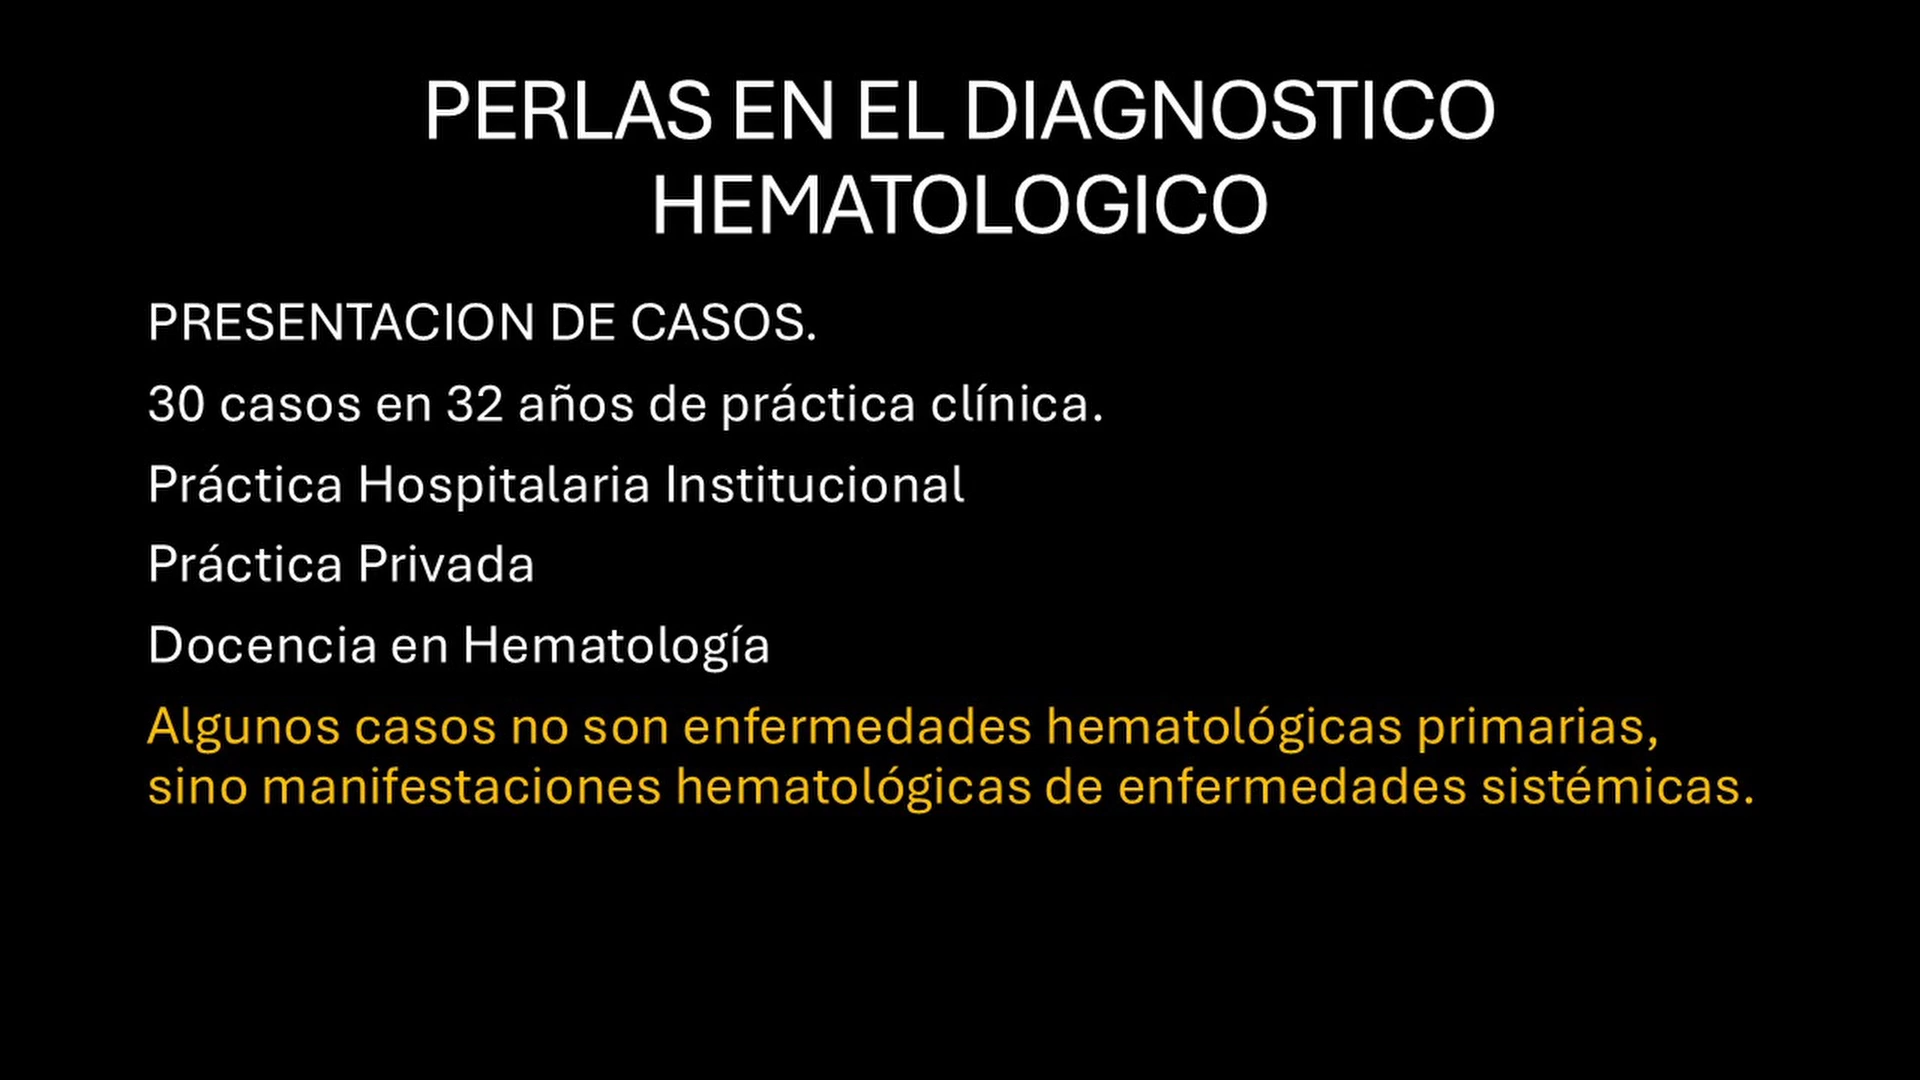 PERLAS EN EL DIAGNOSTICO
HEMATOLOGICO
PRESENTACION DE CASOS.
30 casos en 32 años de práctica clínica.
Práctica Hospitalaria Institucional
Práctica Privada
Docencia en Hematología
Algunos casos no son enfermedades hematológicas primarias,
sino manifestaciones hematológicas de enfermedades sistémicas.